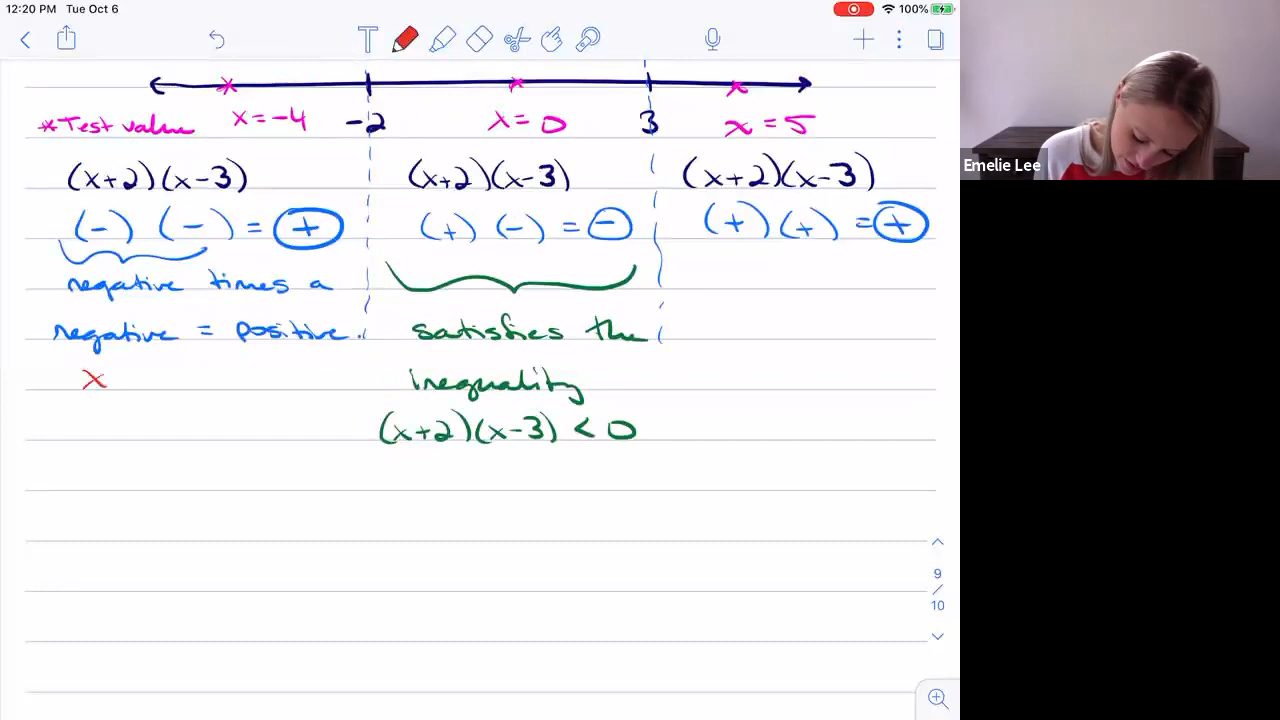 12:20 PM Tue Oct 6
100%
Emelie Lee
*Test value x=-4 -2 x=0 3 x=5
(x+2)(x-3) (x+2)(x-3) (x+2)(x-3)
(-) (-) = + (+) (-) = - (+)(+) = +
negative times a
negative = positive. satisfies the
x inequality
(x+2)(x-3) < 0
9
/
10